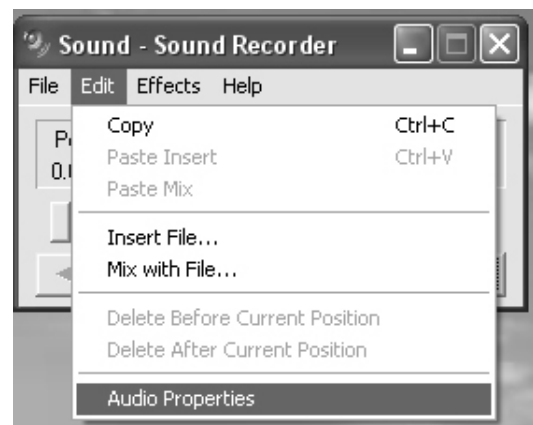 Sound - Sound Recorder
File Edit Effects Help
Copy Ctrl+C
Paste Insert Ctrl+V
Paste Mix
Insert File...
Mix with File...
Delete Before Current Position
Delete After Current Position
Audio Properties